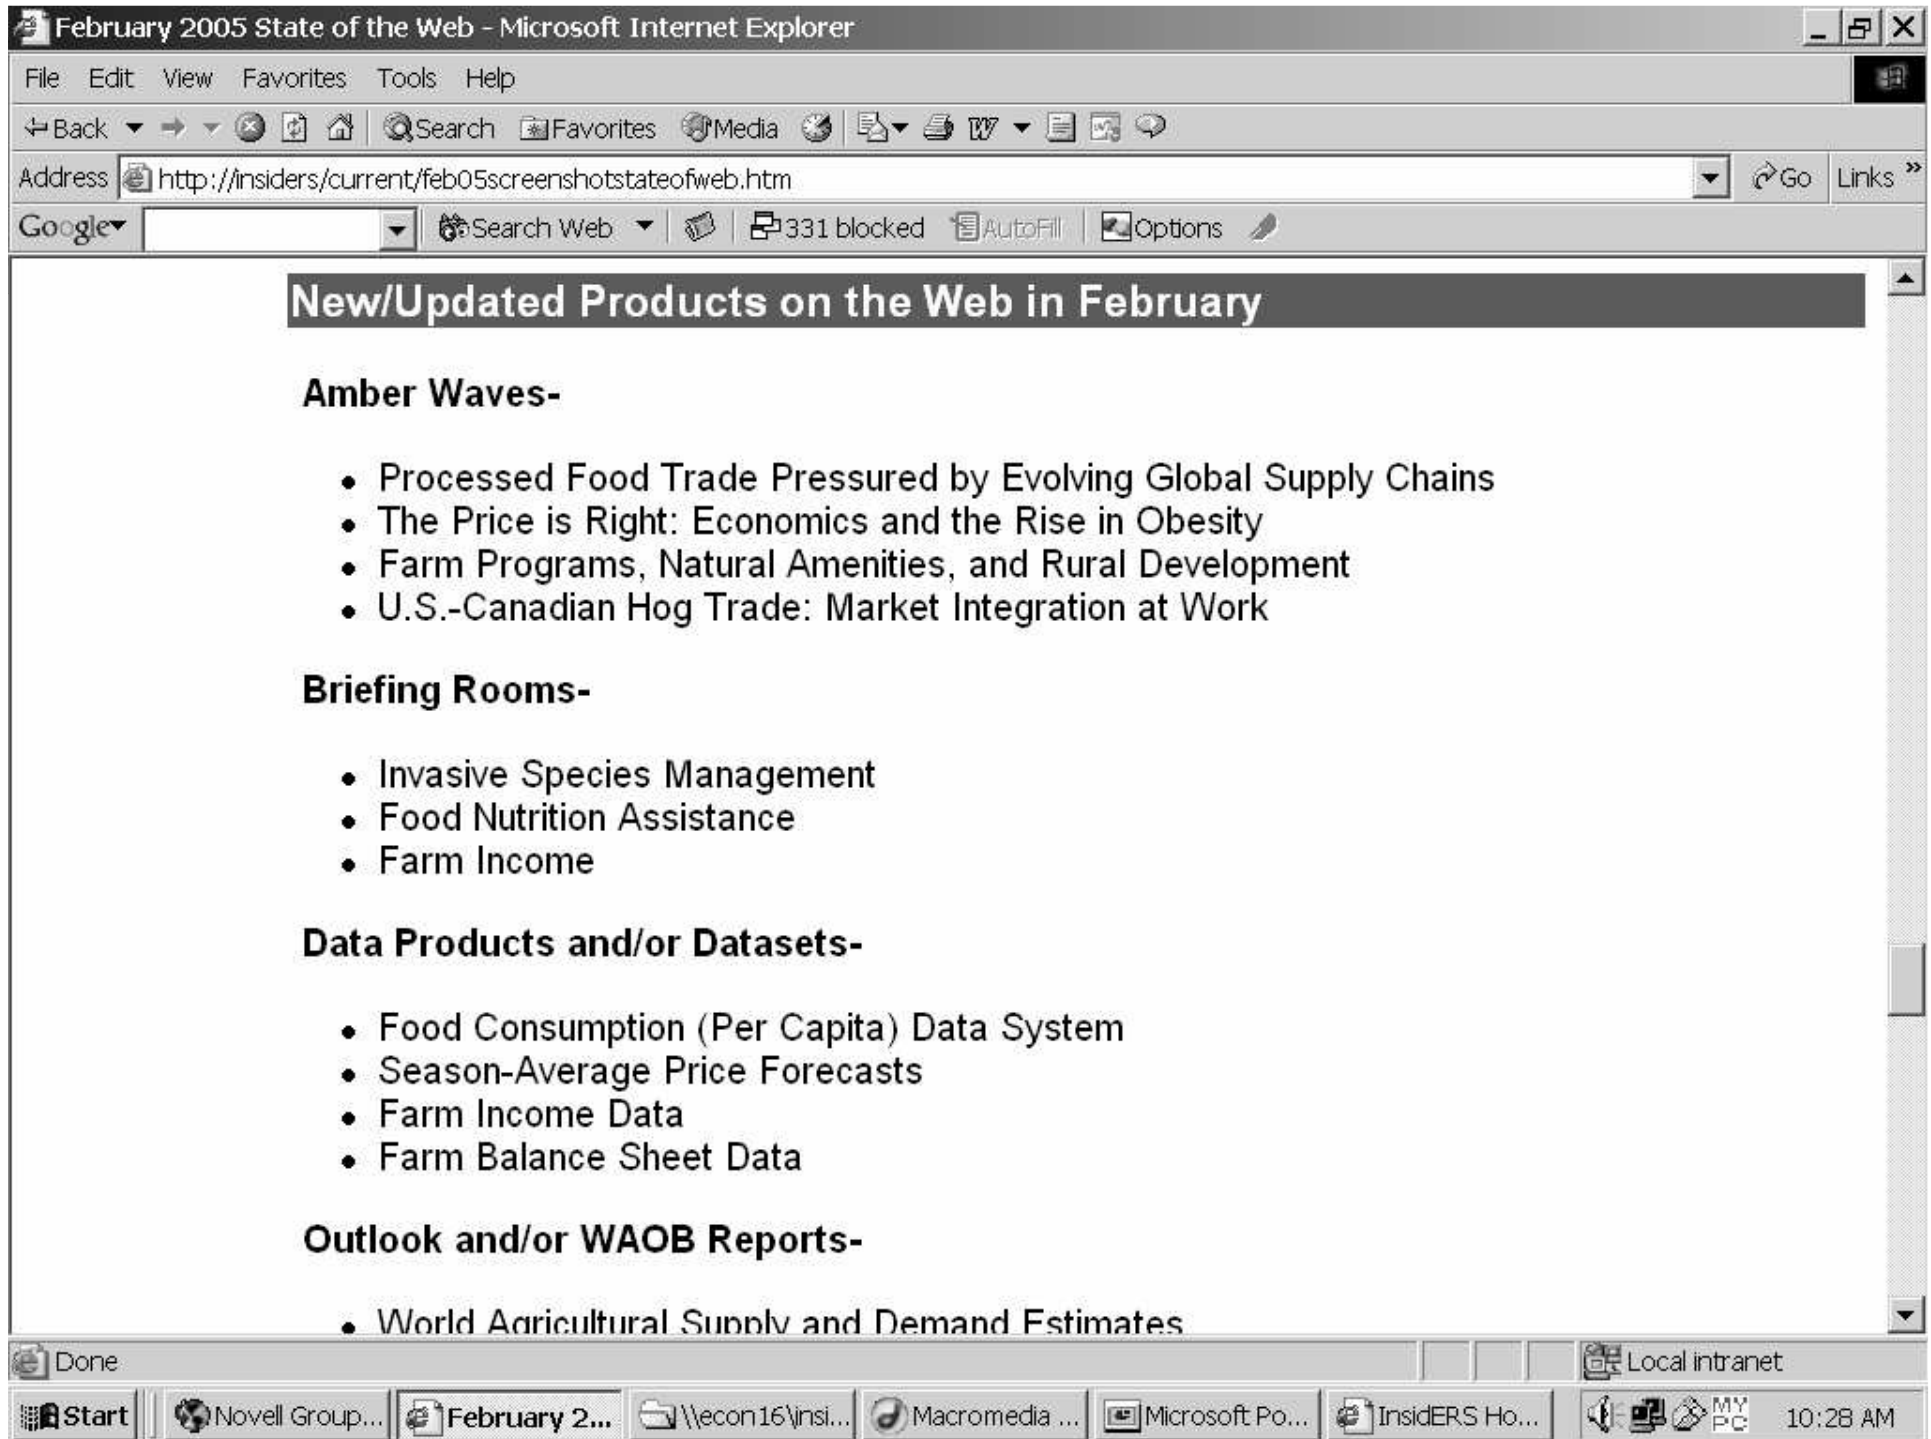 February 2005 State of the Web - Microsoft Internet Explorer
File Edit View Favorites Tools Help
Back Search Favorites Media
Address http://insiders/current/feb05screenshotstateofweb.htm Go Links »
Google Search Web 331 blocked AutoFill Options
New/Updated Products on the Web in February
Amber Waves-
• Processed Food Trade Pressured by Evolving Global Supply Chains
• The Price is Right: Economics and the Rise in Obesity
• Farm Programs, Natural Amenities, and Rural Development
• U.S.-Canadian Hog Trade: Market Integration at Work
Briefing Rooms-
• Invasive Species Management
• Food Nutrition Assistance
• Farm Income
Data Products and/or Datasets-
• Food Consumption (Per Capita) Data System
• Season-Average Price Forecasts
• Farm Income Data
• Farm Balance Sheet Data
Outlook and/or WAOB Reports-
• World Agricultural Supply and Demand Estimates
Done Local intranet
Start Novell Group... February 2... \\econ16\insi... Macromedia ... Microsoft Po... InsidERS Ho... MY PC 10:28 AM